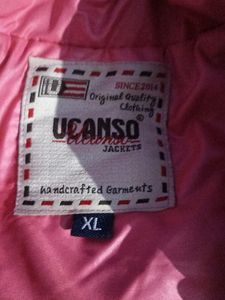 SINCE 2014
Original Quality
Clothing
UCANSO®
JACKETS
handcrafted Garments
XL